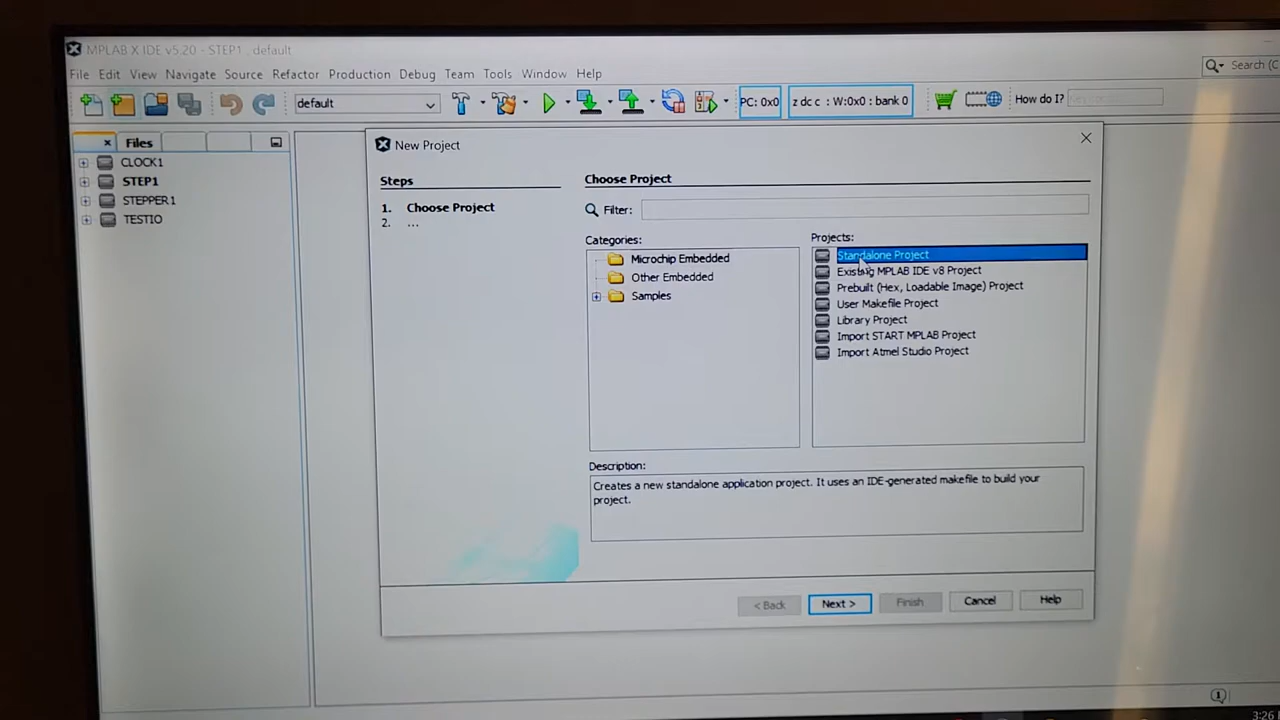 MPLAB X IDE v5.20 - STEP1 : default
File Edit View Navigate Source Refactor Production Debug Team Tools Window Help
Search (C
default
PC: 0x0
z dc c : W:0x0 : bank 0
How do I?
Files
CLOCK1
STEP1
STEPPER1
TESTIO
New Project
Steps
1. Choose Project
2. ...
Choose Project
Filter:
Categories:
Microchip Embedded
Other Embedded
Samples
Projects:
Standalone Project
Existing MPLAB IDE v8 Project
Prebuilt (Hex, Loadable Image) Project
User Makefile Project
Library Project
Import START MPLAB Project
Import Atmel Studio Project
Description:
Creates a new standalone application project. It uses an IDE-generated makefile to build your
project.
< Back
Next >
Finish
Cancel
Help
1
3:26